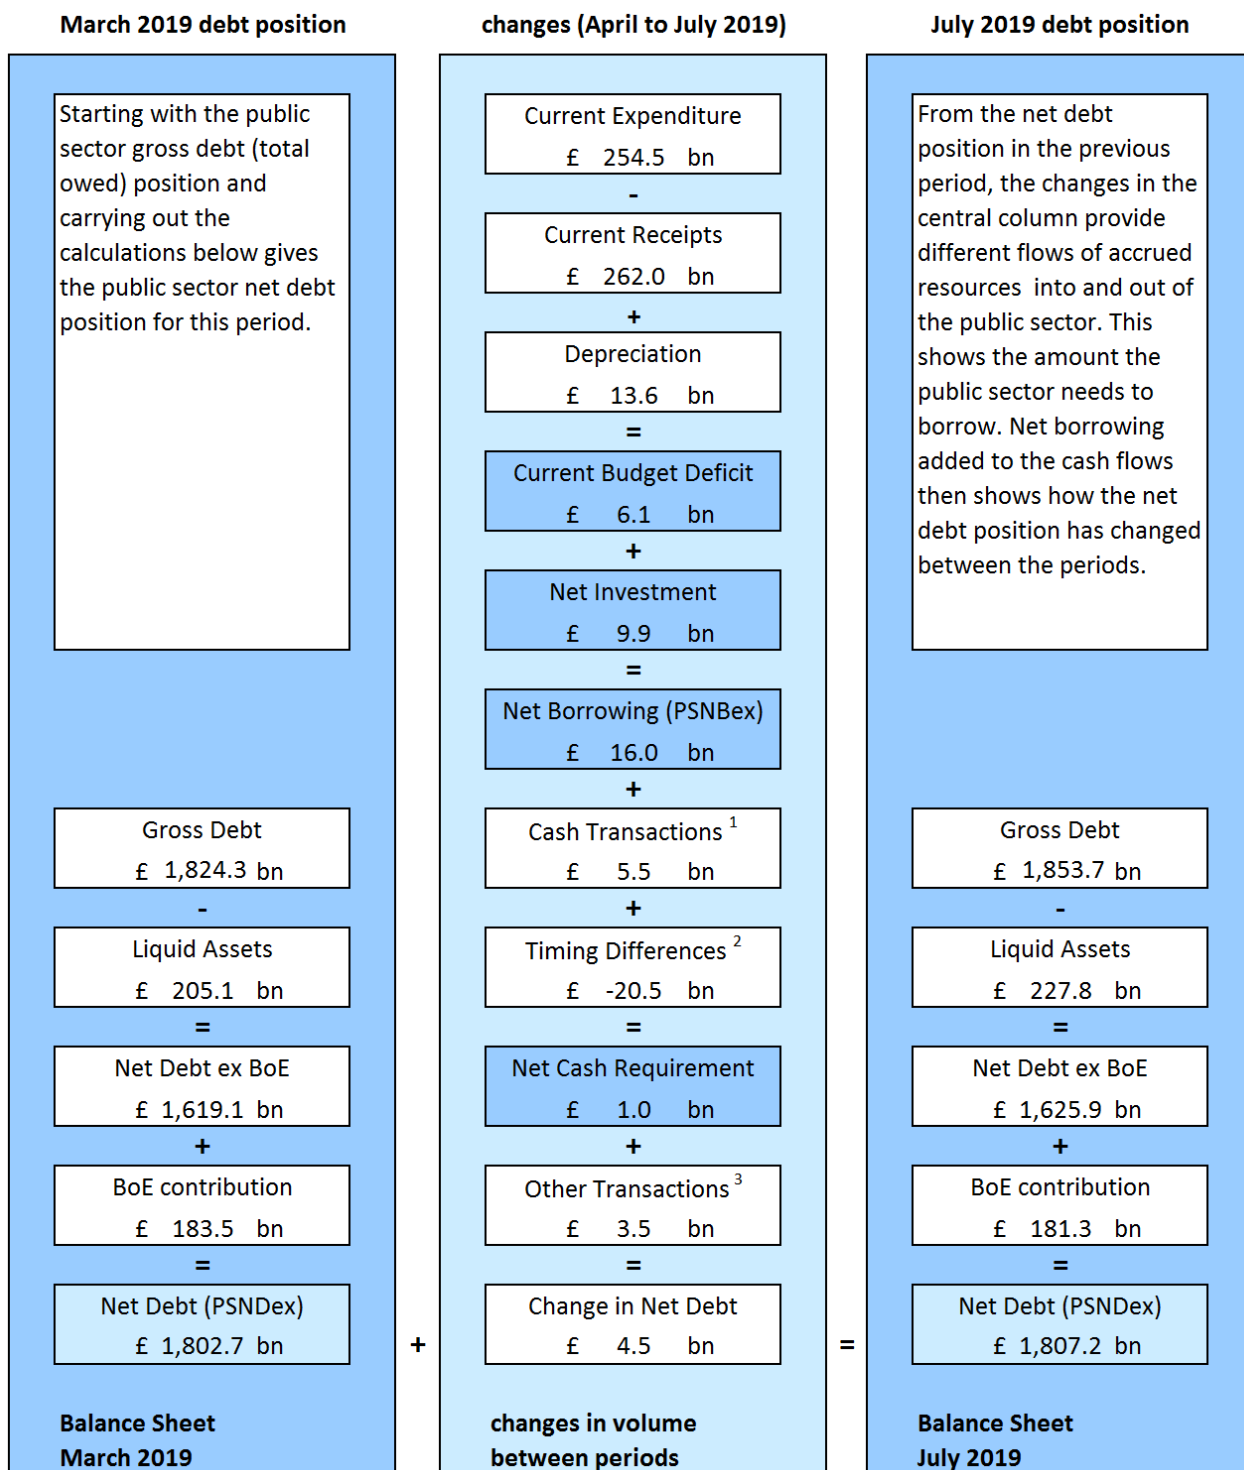 March 2019 debt position
Starting with the public
sector gross debt (total
owed) position and
carrying out the
calculations below gives
the public sector net debt
position for this period.
Gross Debt
£ 1,824.3 bn
-
Liquid Assets
£ 205.1 bn
=
Net Debt ex BoE
£ 1,619.1 bn
+
BoE contribution
£ 183.5 bn
=
Net Debt (PSNDex)
£ 1,802.7 bn
Balance Sheet
March 2019
+
changes (April to July 2019)
Current Expenditure
£ 254.5 bn
-
Current Receipts
£ 262.0 bn
+
Depreciation
£ 13.6 bn
=
Current Budget Deficit
£ 6.1 bn
+
Net Investment
£ 9.9 bn
=
Net Borrowing (PSNBex)
£ 16.0 bn
+
Cash Transactions 1
£ 5.5 bn
+
Timing Differences 2
£ -20.5 bn
=
Net Cash Requirement
£ 1.0 bn
+
Other Transactions 3
£ 3.5 bn
=
Change in Net Debt
£ 4.5 bn
changes in volume
between periods
=
July 2019 debt position
From the net debt
position in the previous
period, the changes in the
central column provide
different flows of accrued
resources into and out of
the public sector. This
shows the amount the
public sector needs to
borrow. Net borrowing
added to the cash flows
then shows how the net
debt position has changed
between the periods.
Gross Debt
£ 1,853.7 bn
-
Liquid Assets
£ 227.8 bn
=
Net Debt ex BoE
£ 1,625.9 bn
+
BoE contribution
£ 181.3 bn
=
Net Debt (PSNDex)
£ 1,807.2 bn
Balance Sheet
July 2019